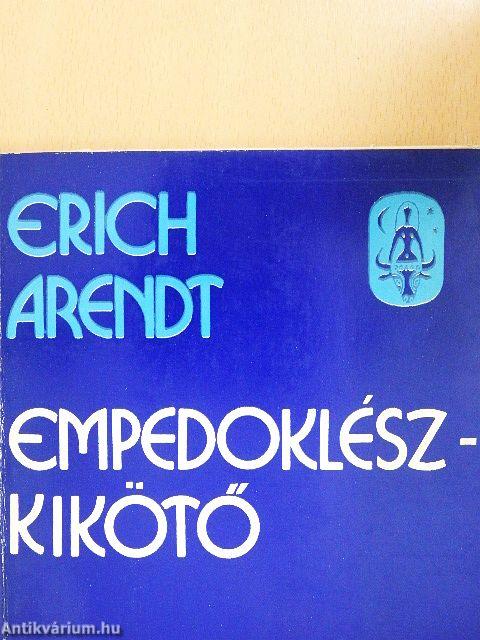 ERICH
ARENDT
EMPEDOKLÉSZ-
KIKÖTŐ
Antikvárium.hu